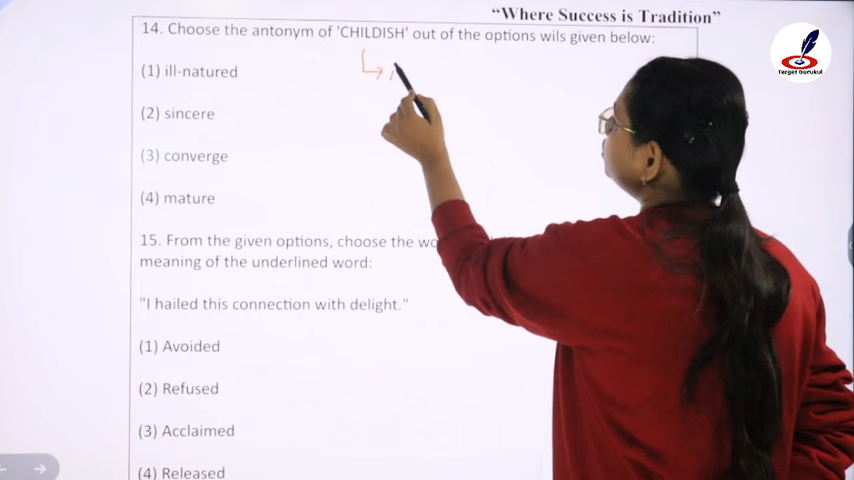 “Where Success is Tradition”
14. Choose the antonym of 'CHILDISH' out of the options wils given below:
Target Gurukul
(1) ill-natured
(2) sincere
(3) converge
(4) mature
15. From the given options, choose the
meaning of the underlined word:
"I hailed this connection with delight."
(1) Avoided
(2) Refused
(3) Acclaimed
(4) Released